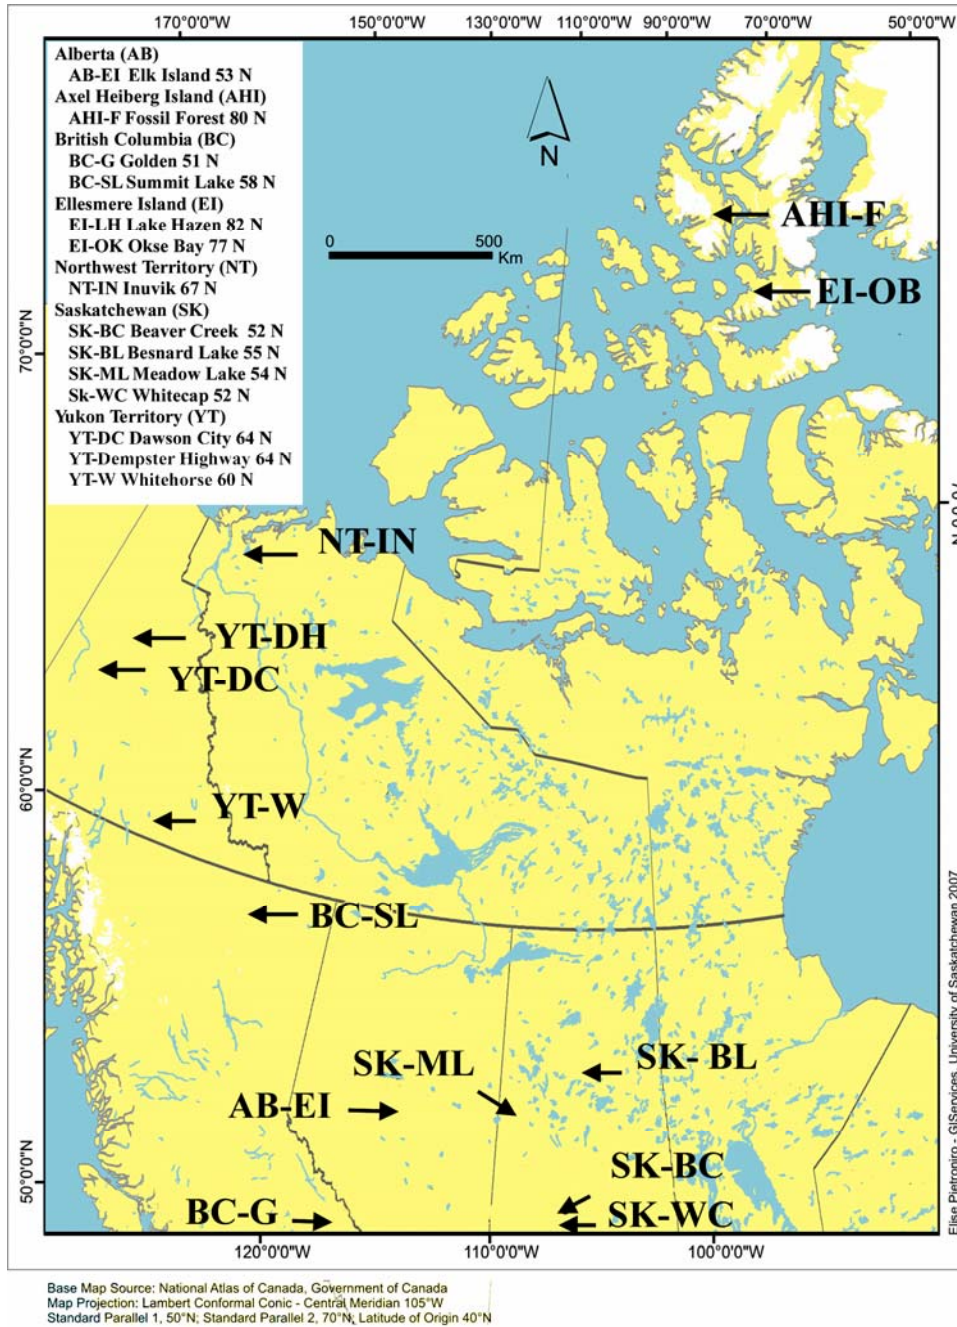 170°0'0"W 150°0'0"W 130°0'0"W 110°0'0"W 90°0'0"W 70°0'0"W 50°0'0"W
Alberta (AB)
AB-EI Elk Island 53 N
Axel Heiberg Island (AHI)
AHI-F Fossil Forest 80 N
British Columbia (BC)
BC-G Golden 51 N
BC-SL Summit Lake 58 N
Ellesmere Island (EI)
EI-LH Lake Hazen 82 N
EI-OK Okse Bay 77 N
Northwest Territory (NT)
NT-IN Inuvik 67 N
Saskatchewan (SK)
SK-BC Beaver Creek 52 N
SK-BL Besnard Lake 55 N
SK-ML Meadow Lake 54 N
Sk-WC Whitecap 52 N
Yukon Territory (YT)
YT-DC Dawson City 64 N
YT-Dempster Highway 64 N
YT-W Whitehorse 60 N
N
0 500
Km
AHI-F
EI-OB
70°0'0"N
NT-IN
YT-DH
YT-DC
60°0'0"N
YT-W
BC-SL
SK-ML
SK- BL
AB-EI
SK-BC
50°0'0"N
BC-G
SK-WC
120°0'0"W 110°0'0"W 100°0'0"W
Elise Pietroniro - GIServices, University of Saskatchewan 2007
Base Map Source: National Atlas of Canada, Government of Canada
Map Projection: Lambert Conformal Conic - Central Meridian 105°W
Standard Parallel 1, 50°N; Standard Parallel 2, 70°N; Latitude of Origin 40°N